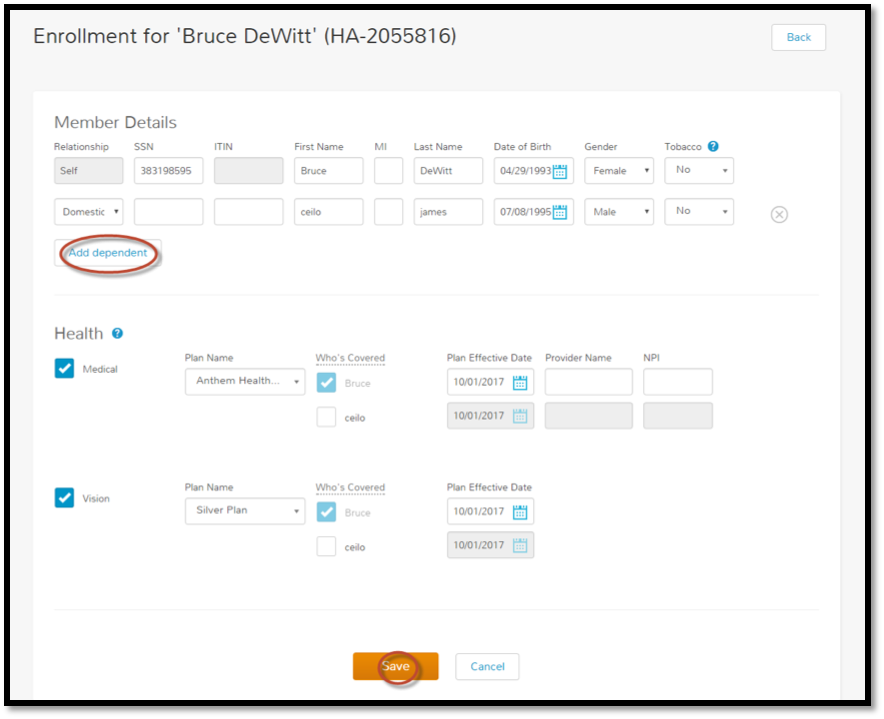 Enrollment for 'Bruce DeWitt' (HA-2055816)
Back
Member Details
Relationship SSN ITIN First Name MI Last Name Date of Birth Gender Tobacco ?
Self 383198595 Bruce DeWitt 04/29/1993 Female No
Domestic ceilo james 07/08/1995 Male No
Add dependent
Health ?
Plan Name Who's Covered Plan Effective Date Provider Name NPI
Medical Anthem Health... Bruce 10/01/2017
ceilo 10/01/2017
Plan Name Who's Covered Plan Effective Date
Vision Silver Plan Bruce 10/01/2017
ceilo 10/01/2017
Save Cancel